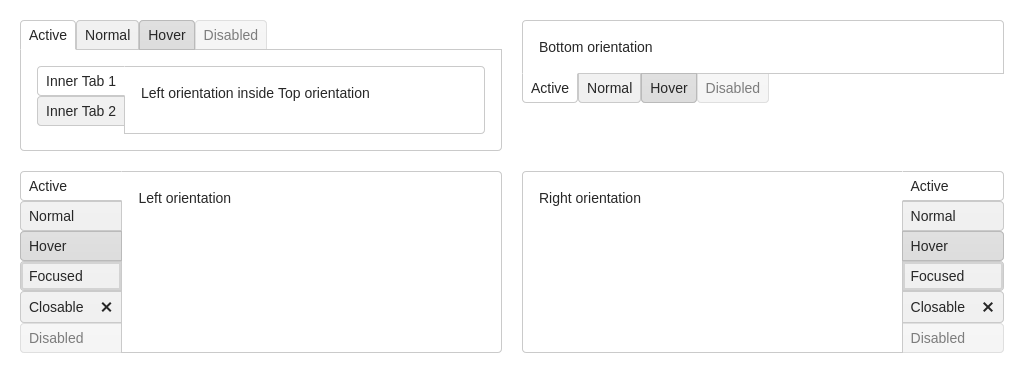 Active Normal Hover Disabled
Inner Tab 1
Inner Tab 2
Left orientation inside Top orientation
Bottom orientation
Active Normal Hover Disabled
Active
Normal
Hover
Focused
Closable ✕
Disabled
Left orientation
Right orientation
Active
Normal
Hover
Focused
Closable ✕
Disabled